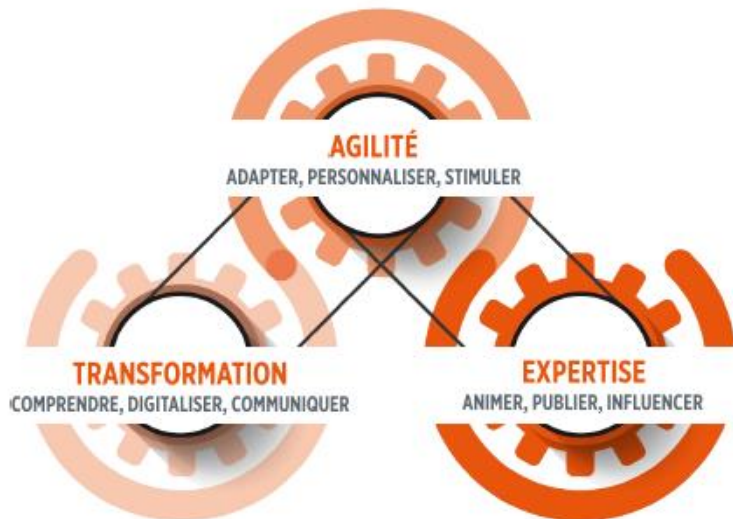 AGILITÉ
ADAPTER, PERSONNALISER, STIMULER
TRANSFORMATION
COMPRENDRE, DIGITALISER, COMMUNIQUER
EXPERTISE
ANIMER, PUBLIER, INFLUENCER